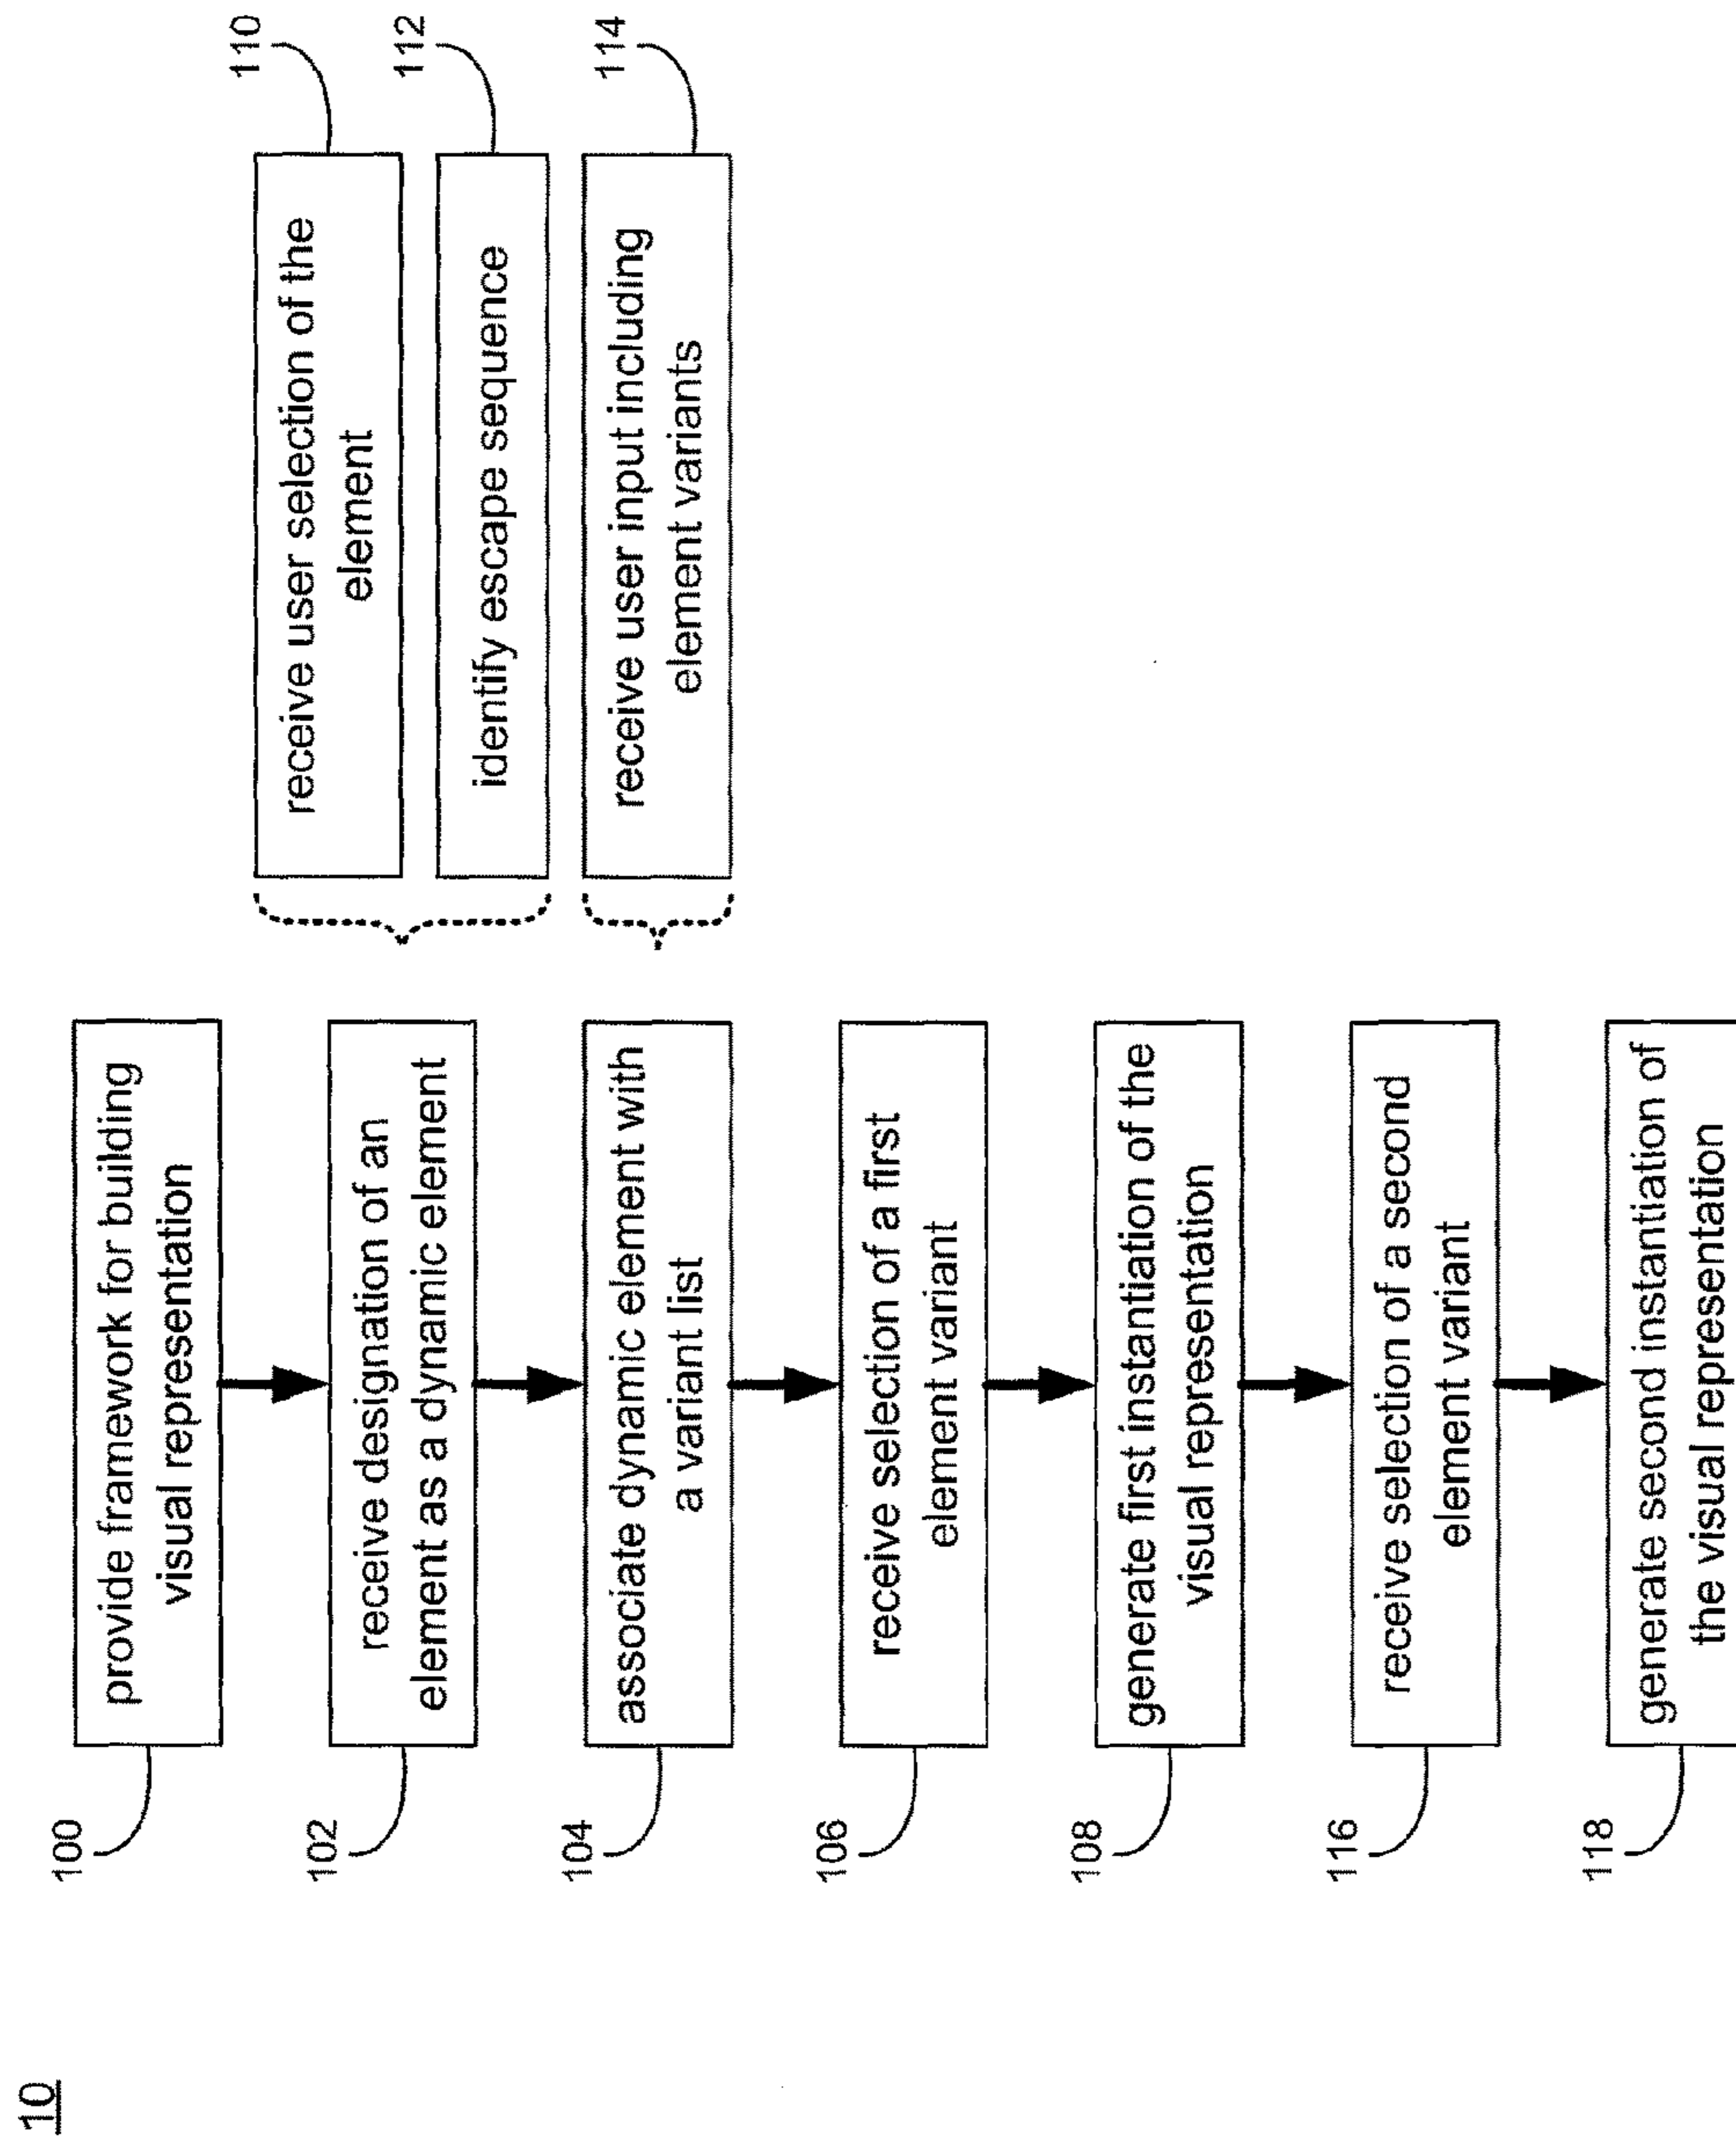 10
100
provide framework for building
visual representation
102
receive designation of an
element as a dynamic element
110
receive user selection of the
element
112
identify escape sequence
104
associate dynamic element with
a variant list
114
receive user input including
element variants
106
receive selection of a first
element variant
108
generate first instantiation of the
visual representation
116
receive selection of a second
element variant
118
generate second instantiation of
the visual representation